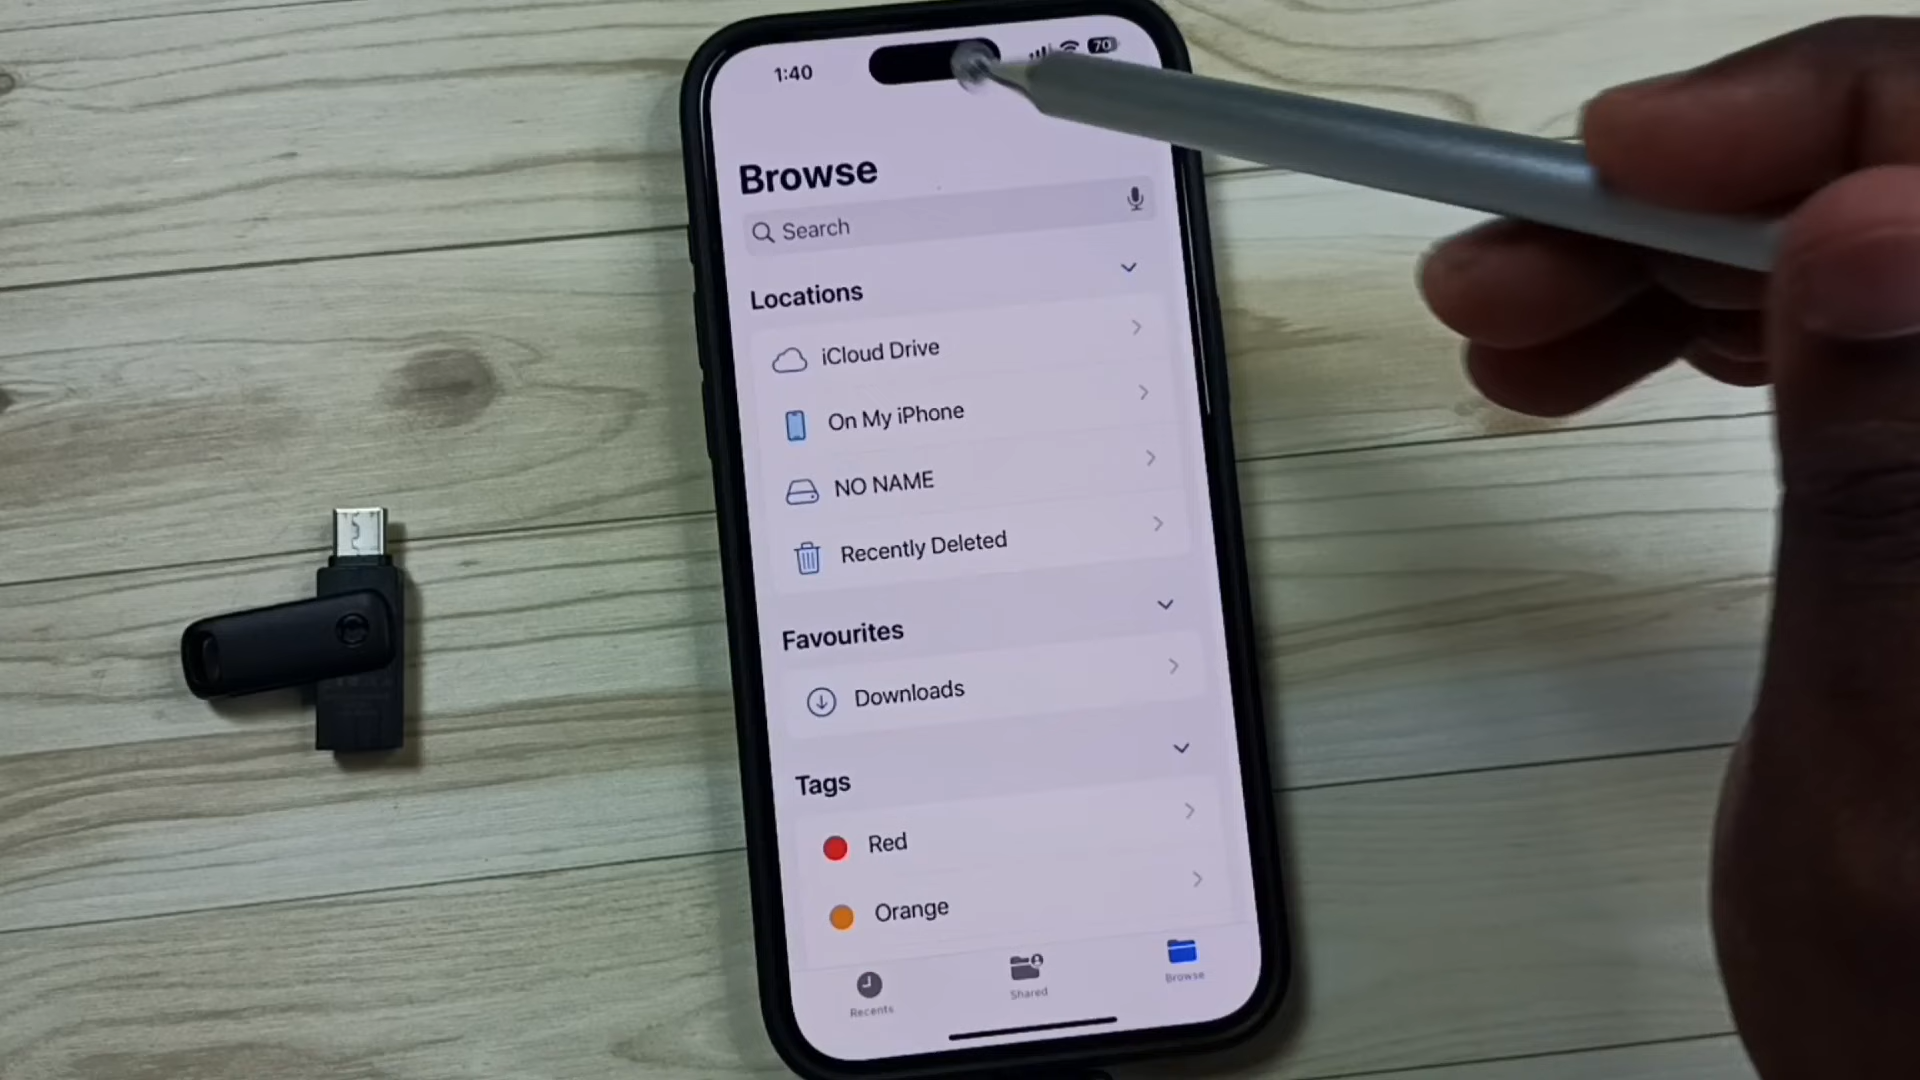 1:40
70
Browse
Search
Locations
iCloud Drive
On My iPhone
NO NAME
Recently Deleted
Favourites
Downloads
Tags
Red
Orange
Recents
Shared
Browse